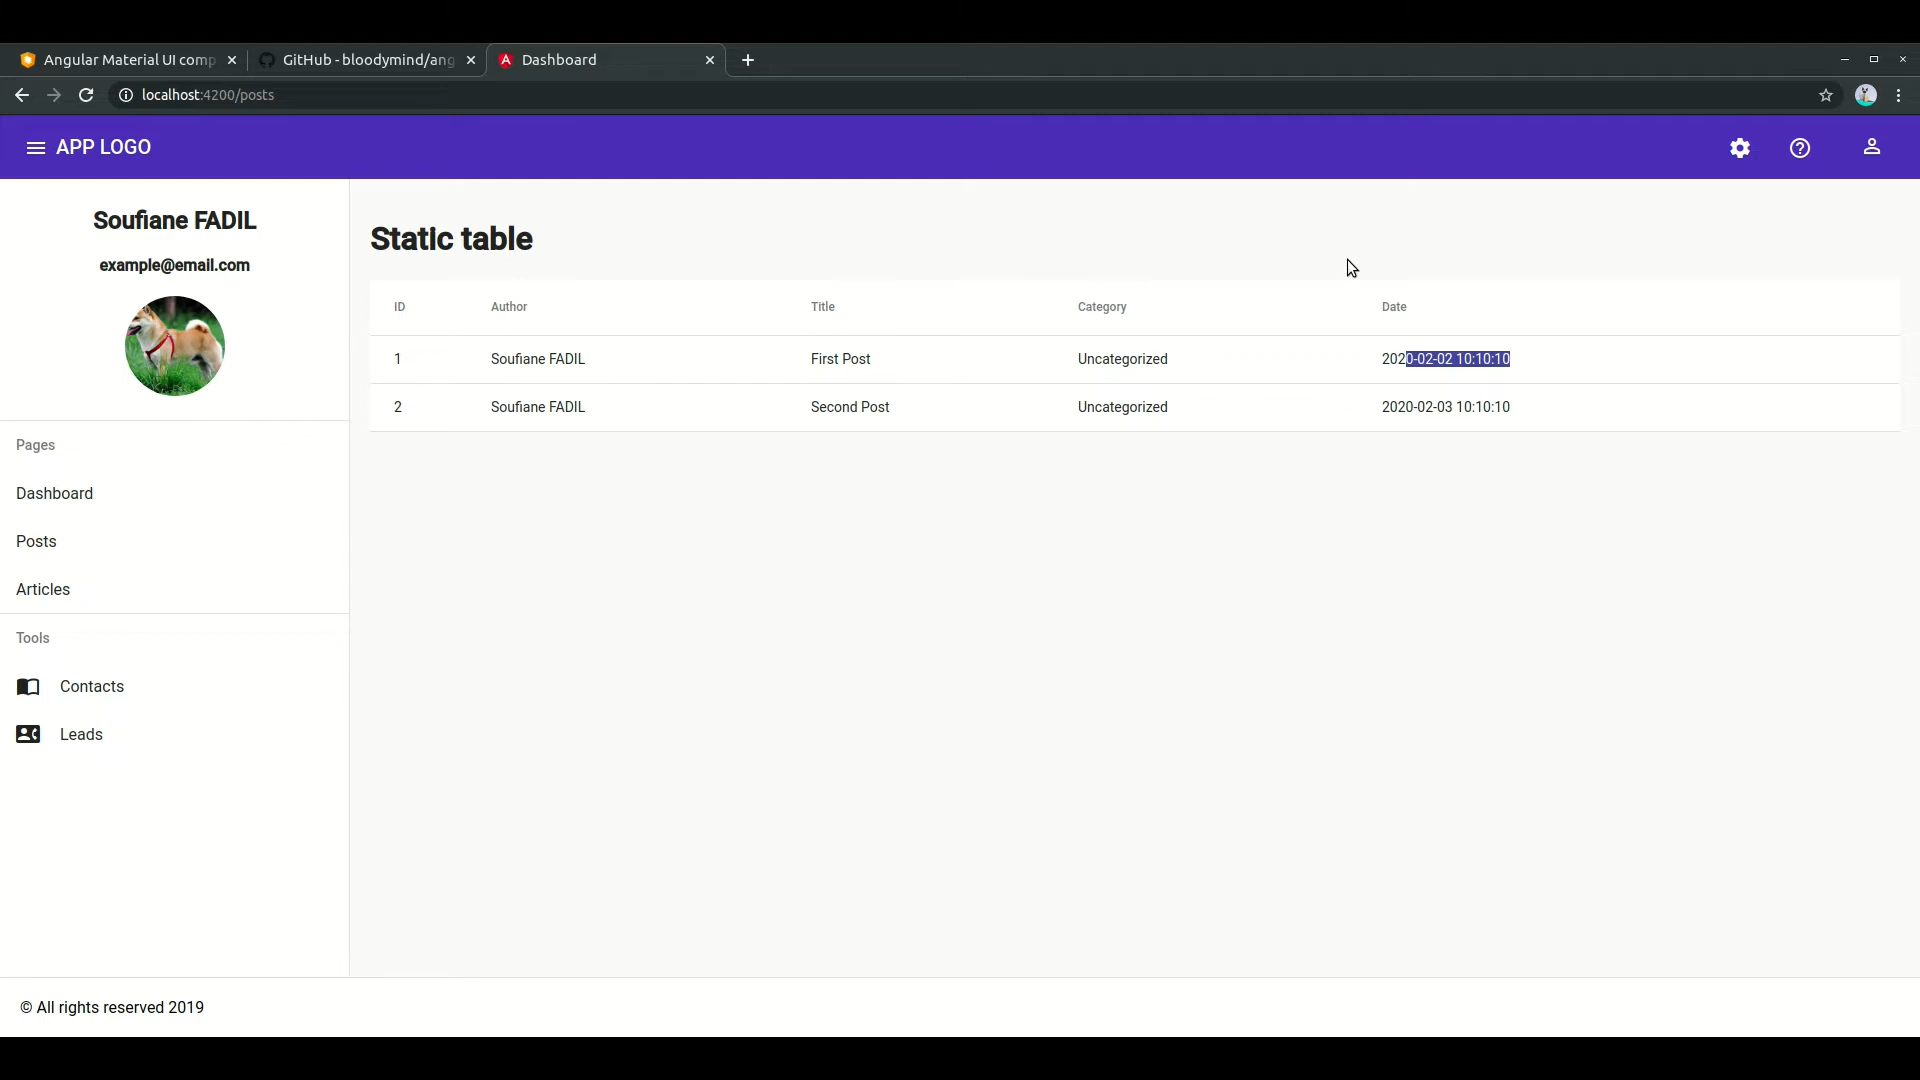 Angular Material UI comp
GitHub - bloodymind/ang
Dashboard
localhost:4200/posts
APP LOGO
Soufiane FADIL
example@email.com
Pages
Dashboard
Posts
Articles
Tools
Contacts
Leads
Static table
ID Author Title Category Date
1 Soufiane FADIL First Post Uncategorized 2020-02-02 10:10:10
2 Soufiane FADIL Second Post Uncategorized 2020-02-03 10:10:10
© All rights reserved 2019